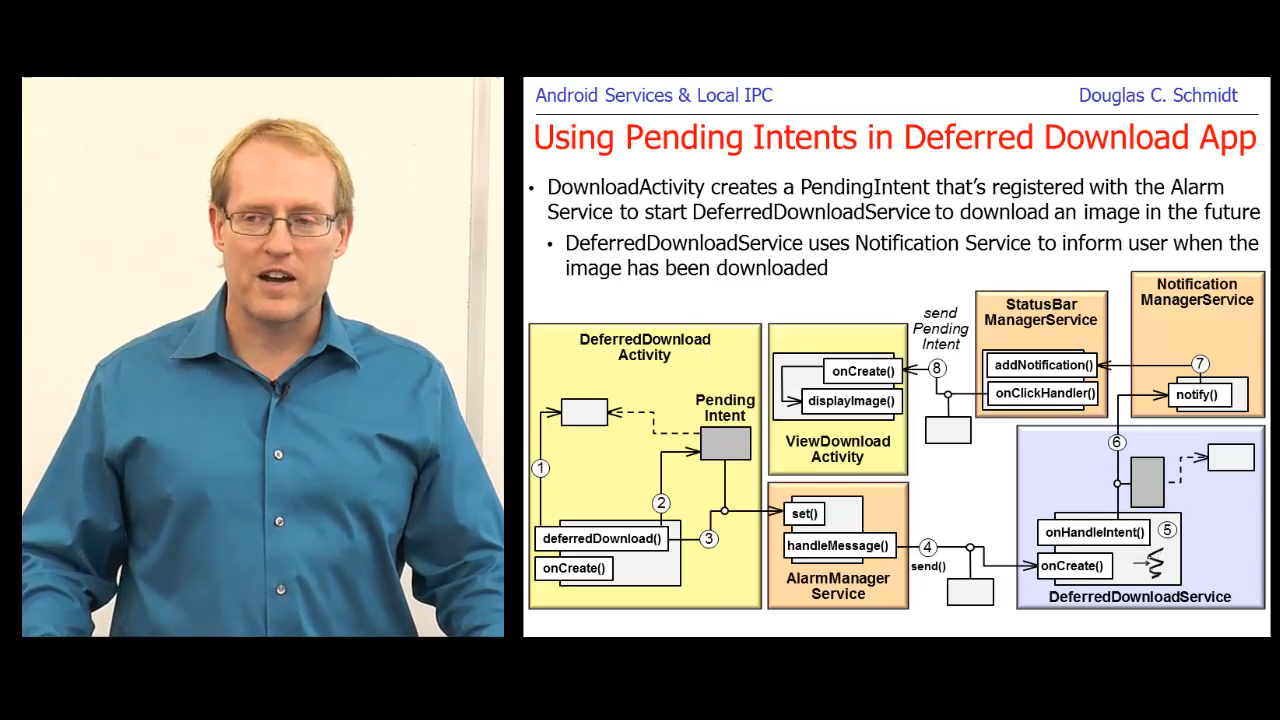 Android Services & Local IPC
Douglas C. Schmidt
Using Pending Intents in Deferred Download App
• DownloadActivity creates a PendingIntent that's registered with the Alarm
Service to start DeferredDownloadService to download an image in the future
• DeferredDownloadService uses Notification Service to inform user when the
image has been downloaded
DeferredDownload
Activity
Pending
Intent
1
2
3
deferredDownload()
onCreate()
onCreate()
displayImage()
ViewDownload
Activity
set()
handleMessage()
AlarmManager
Service
send
Pending
Intent
8
4
send()
StatusBar
ManagerService
addNotification()
onClickHandler()
Notification
ManagerService
7
notify()
6
onHandleIntent()
5
onCreate()
DeferredDownloadService